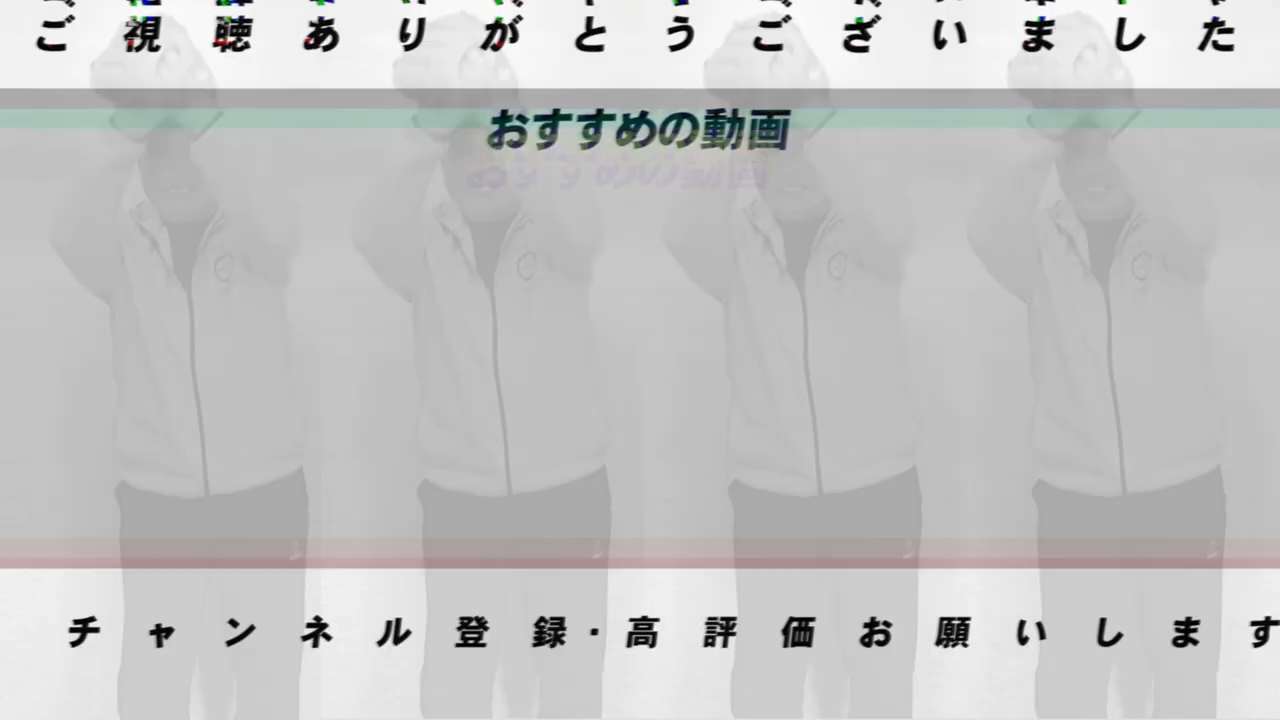 ご視聴ありがとうございました
おすすめの動画
チャンネル登録・高評価お願いします